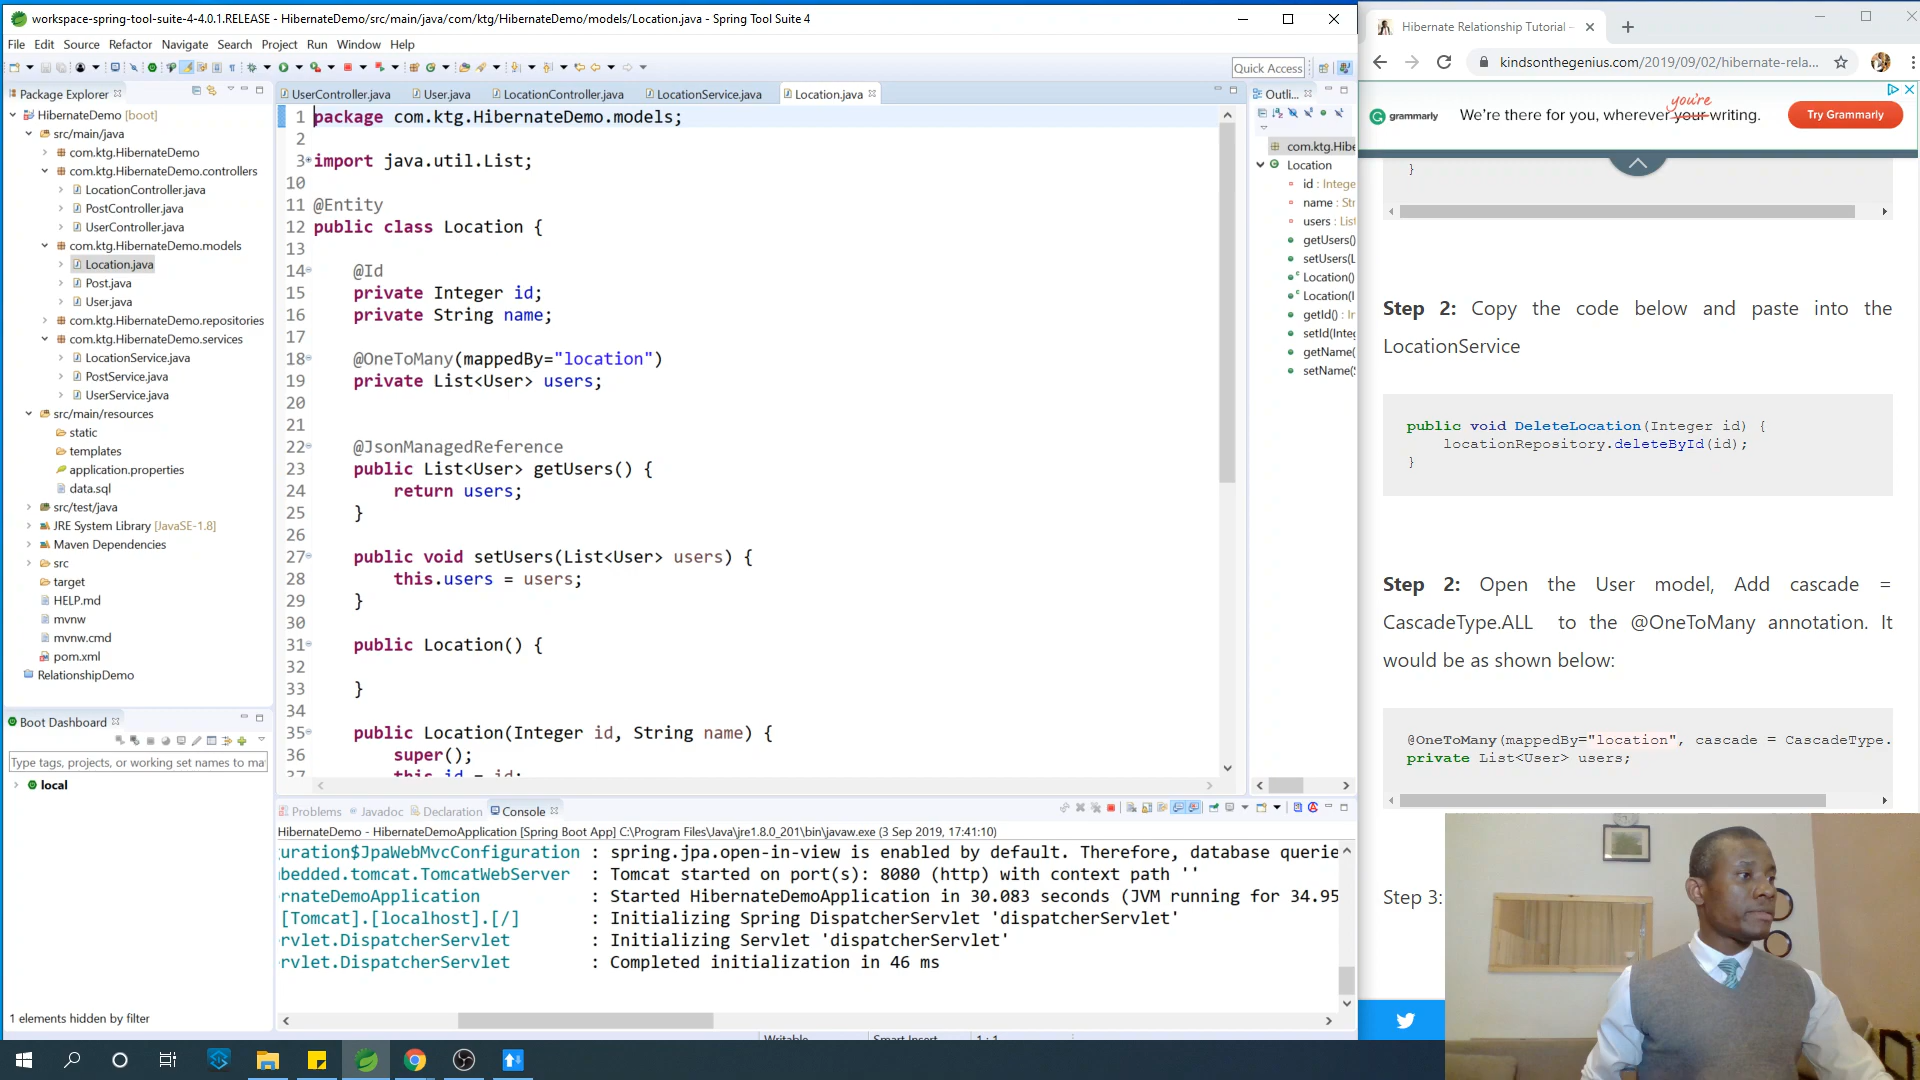 workspace-spring-tool-suite-4-4.0.1.RELEASE - HibernateDemo/src/main/java/com/ktg/HibernateDemo/models/Location.java - Spring Tool Suite 4
File Edit Source Refactor Navigate Search Project Run Window Help
Quick Access
Package Explorer
HibernateDemo [boot]
src/main/java
com.ktg.HibernateDemo
com.ktg.HibernateDemo.controllers
LocationController.java
PostController.java
UserController.java
com.ktg.HibernateDemo.models
Location.java
Post.java
User.java
com.ktg.HibernateDemo.repositories
com.ktg.HibernateDemo.services
LocationService.java
PostService.java
UserService.java
src/main/resources
static
templates
application.properties
data.sql
src/test/java
JRE System Library [JavaSE-1.8]
Maven Dependencies
src
target
HELP.md
mvnw
mvnw.cmd
pom.xml
RelationshipDemo
Boot Dashboard
Type tags, projects, or working set names to ma
local
1 elements hidden by filter
UserController.java User.java LocationController.java LocationService.java Location.java
1 package com.ktg.HibernateDemo.models;
2
3 import java.util.List;
10
11 @Entity
12 public class Location {
13
14 @Id
15 private Integer id;
16 private String name;
17
18 @OneToMany(mappedBy="location")
19 private List<User> users;
20
21
22 @JsonManagedReference
23 public List<User> getUsers() {
24 return users;
25 }
26
27 public void setUsers(List<User> users) {
28 this.users = users;
29 }
30
31 public Location() {
32
33 }
34
35 public Location(Integer id, String name) {
36 super();
37 this.id = id;
Outli...
com.ktg.Hibe
Location
id : Intege
name : Str
users : List
getUsers()
setUsers(L
Location()
Location(I
getId() : Ir
setId(Inte
getName(
setName(S
Problems Javadoc Declaration Console
HibernateDemo - HibernateDemoApplication [Spring Boot App] C:\Program Files\Java\jre1.8.0_201\bin\javaw.exe (3 Sep 2019, 17:41:10)
uration$JpaWebMvcConfiguration : spring.jpa.open-in-view is enabled by default. Therefore, database querie
bedded.tomcat.TomcatWebServer : Tomcat started on port(s): 8080 (http) with context path ''
ernateDemoApplication : Started HibernateDemoApplication in 30.083 seconds (JVM running for 34.95
[Tomcat].[localhost].[/] : Initializing Spring DispatcherServlet 'dispatcherServlet'
rvlet.DispatcherServlet : Initializing Servlet 'dispatcherServlet'
rvlet.DispatcherServlet : Completed initialization in 46 ms
Writable Smart Insert 1 : 1
Hibernate Relationship Tutorial –
kindsonthegenius.com/2019/09/02/hibernate-rela...
grammarly
you're
We're there for you, wherever your writing.
Try Grammarly
}
Step 2: Copy the code below and paste into the
LocationService
public void DeleteLocation(Integer id) {
locationRepository.deleteById(id);
}
Step 2: Open the User model, Add cascade =
CascadeType.ALL to the @OneToMany annotation. It
would be as shown below:
@OneToMany(mappedBy="location", cascade = CascadeType.
private List<User> users;
Step 3: